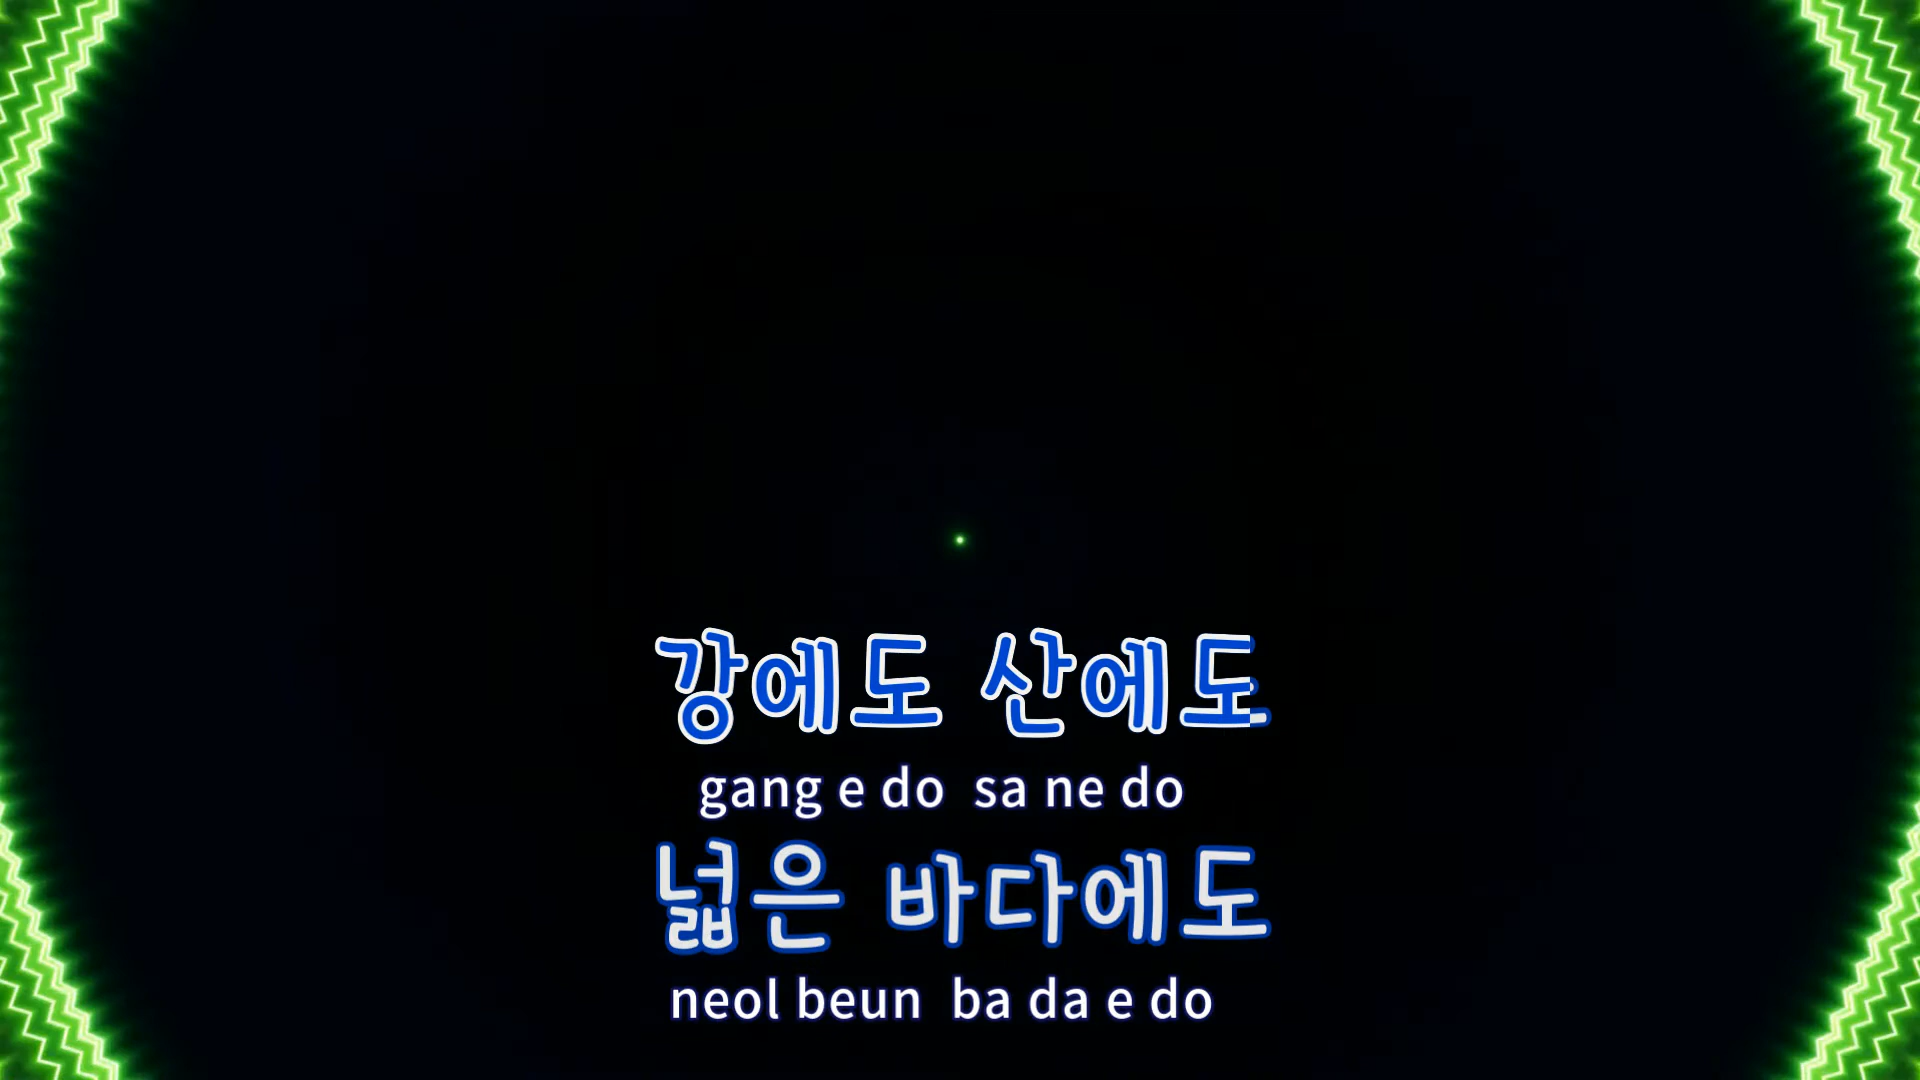 강에도 산에도
gang e do sa ne do
넓은 바다에도
neol beun ba da e do